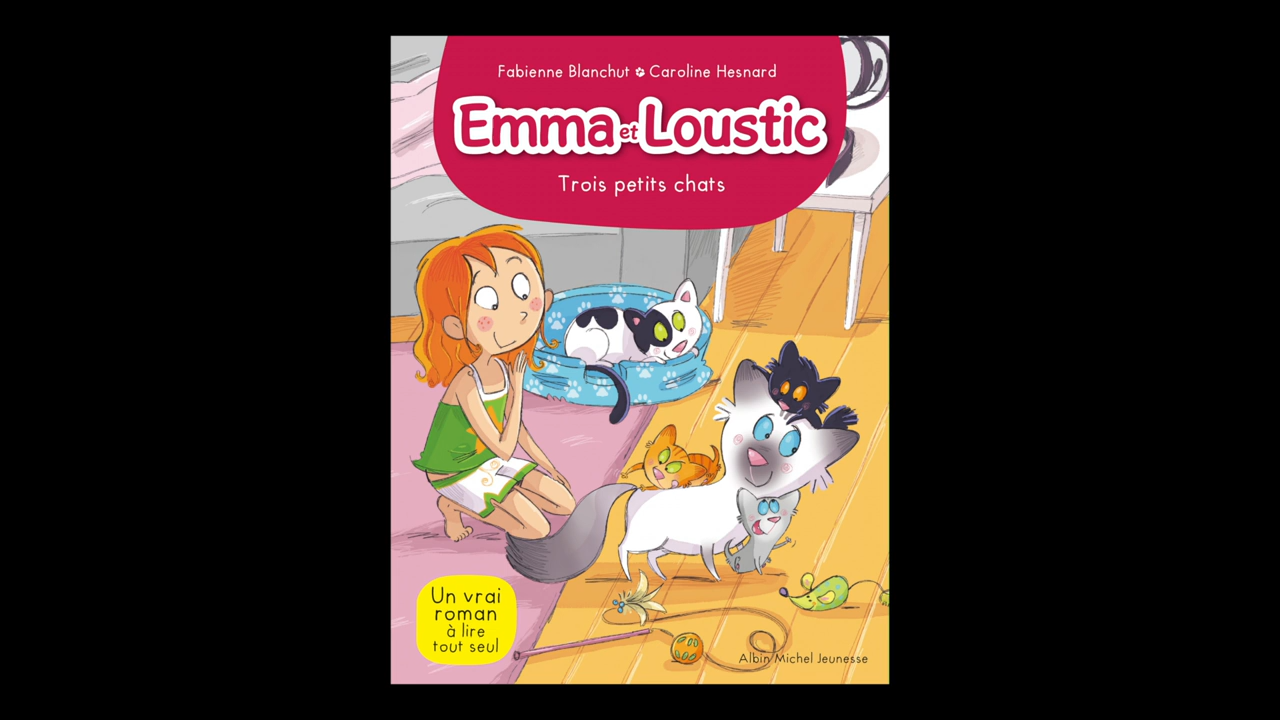 Fabienne Blanchut Caroline Hesnard
Emma et Loustic
Trois petits chats
Un vrai
roman
à lire
tout seul
Albin Michel Jeunesse